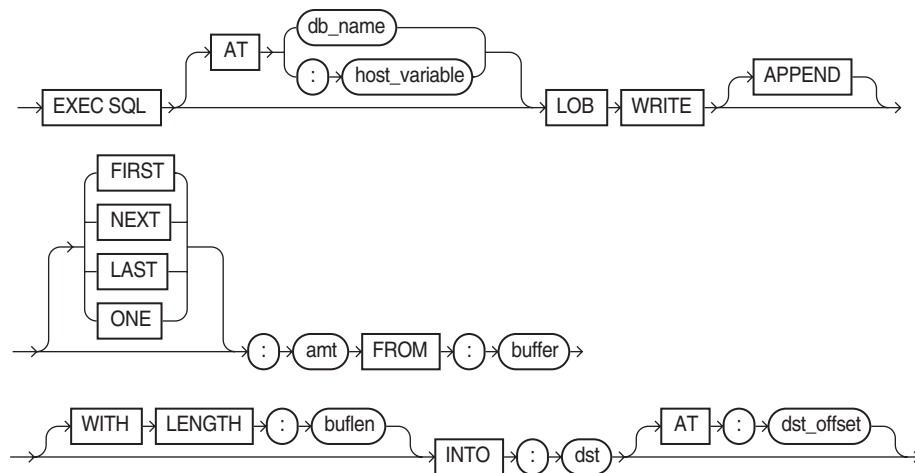 AT db_name
: host_variable
EXEC SQL LOB WRITE APPEND
FIRST
NEXT
LAST
ONE
: amt FROM : buffer
WITH LENGTH : buflen AT : dst_offset
INTO : dst